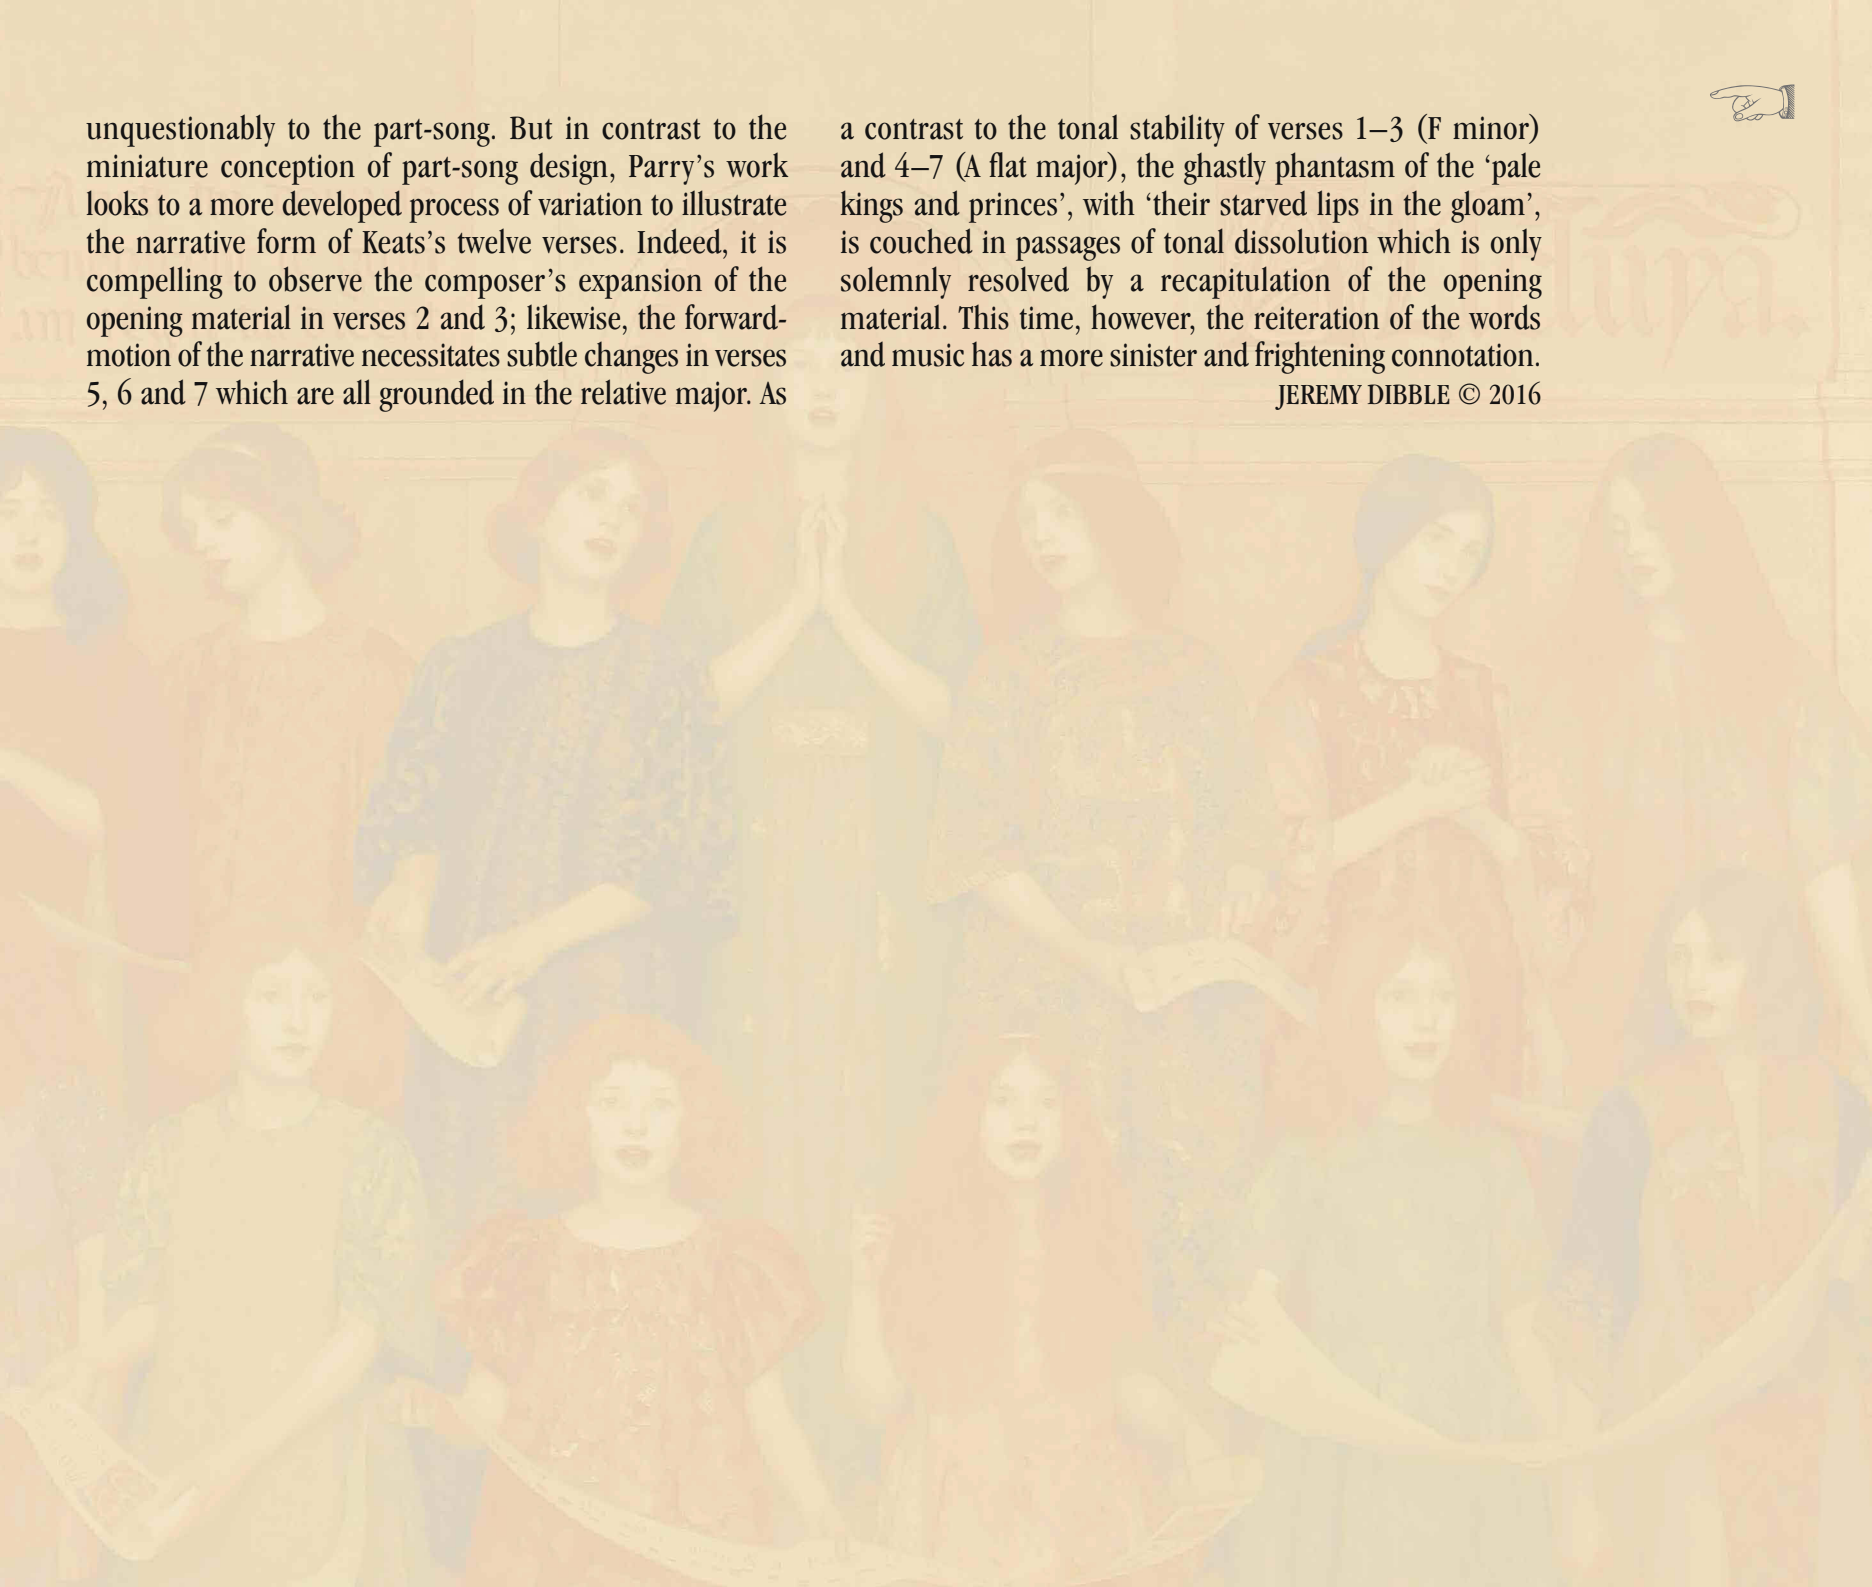 unquestionably to the part-song. But in contrast to the
miniature conception of part-song design, Parry’s work
looks to a more developed process of variation to illustrate
the narrative form of Keats’s twelve verses. Indeed, it is
compelling to observe the composer’s expansion of the
opening material in verses 2 and 3; likewise, the forward-
motion of the narrative necessitates subtle changes in verses
5, 6 and 7 which are all grounded in the relative major. As
a contrast to the tonal stability of verses 1–3 (F minor)
and 4–7 (A flat major), the ghastly phantasm of the ‘pale
kings and princes’, with ‘their starved lips in the gloam’,
is couched in passages of tonal dissolution which is only
solemnly resolved by a recapitulation of the opening
material. This time, however, the reiteration of the words
and music has a more sinister and frightening connotation.
JEREMY DIBBLE © 2016